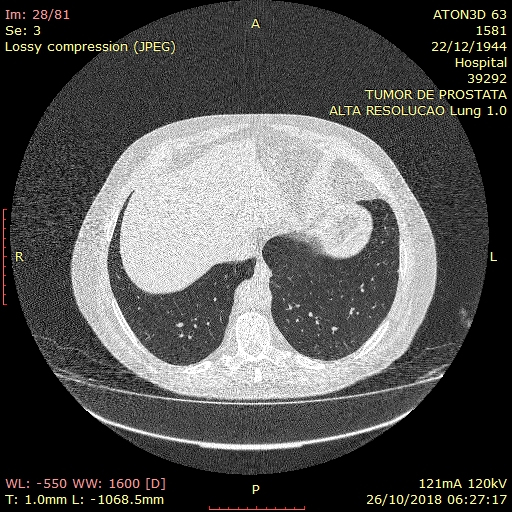 Im: 28/81
Se: 3
Lossy compression (JPEG)
A
ATON3D 63
1581
22/12/1944
Hospital
39292
TUMOR DE PROSTATA
ALTA RESOLUCAO Lung 1.0
R
L
WL: -550 WW: 1600 [D]
T: 1.0mm L: -1068.5mm
P
121mA 120kV
26/10/2018 06:27:17